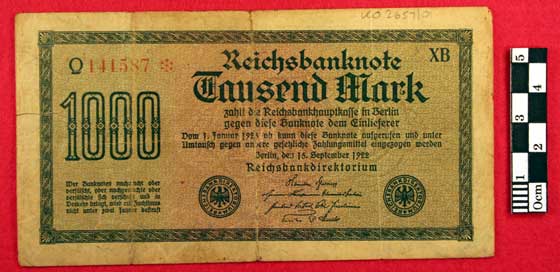 KO 2657/0
Q 141587 * XB
Reichsbanknote
Tausend Mark
1000
zahlt die Reichsbankhauptkasse in Berlin
gegen diese Banknote dem Einlieferer
Vom 1. Januar 1923 ab kann diese Banknote aufgerufen und unter
Umtausch gegen andere gesetzliche Zahlungsmittel eingezogen werden
Berlin, den 15. September 1922
Reichsbankdirektorium
Wer Banknoten nachmacht oder
verfälscht, oder nachgemachte oder
verfälschte sich verschafft und in
Verkehr bringt, wird mit Zuchthaus
nicht unter zwei Jahren bestraft
5
4
3
2
1
0cm